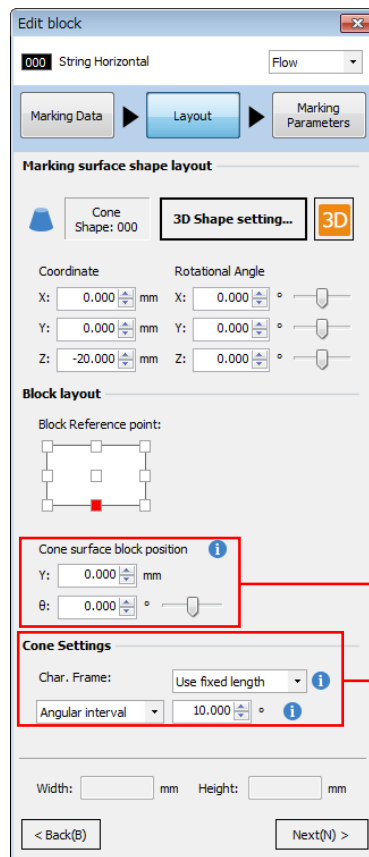 Edit block
000 String Horizontal Flow
Marking Data Layout Marking Parameters
Marking surface shape layout
Cone Shape: 000 3D Shape setting... 3D
Coordinate Rotational Angle
X: 0.000 mm X: 0.000 °
Y: 0.000 mm Y: 0.000 °
Z: -20.000 mm Z: 0.000 °
Block layout
Block Reference point:
Cone surface block position i
Y: 0.000 mm
θ: 0.000 °
Cone Settings
Char. Frame: Use fixed length i
Angular interval 10.000 ° i
Width: mm Height: mm
< Back(B) Next(N) >